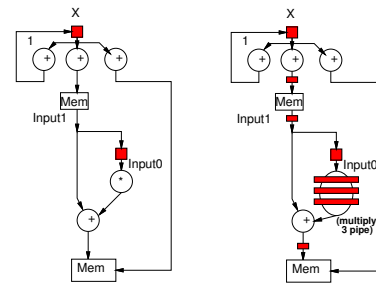 X
1
+
+
+
Mem
Input1
Input0
*
+
Mem
X
1
+
+
+
Mem
Input1
Input0
(multiply
3 pipe)
+
Mem